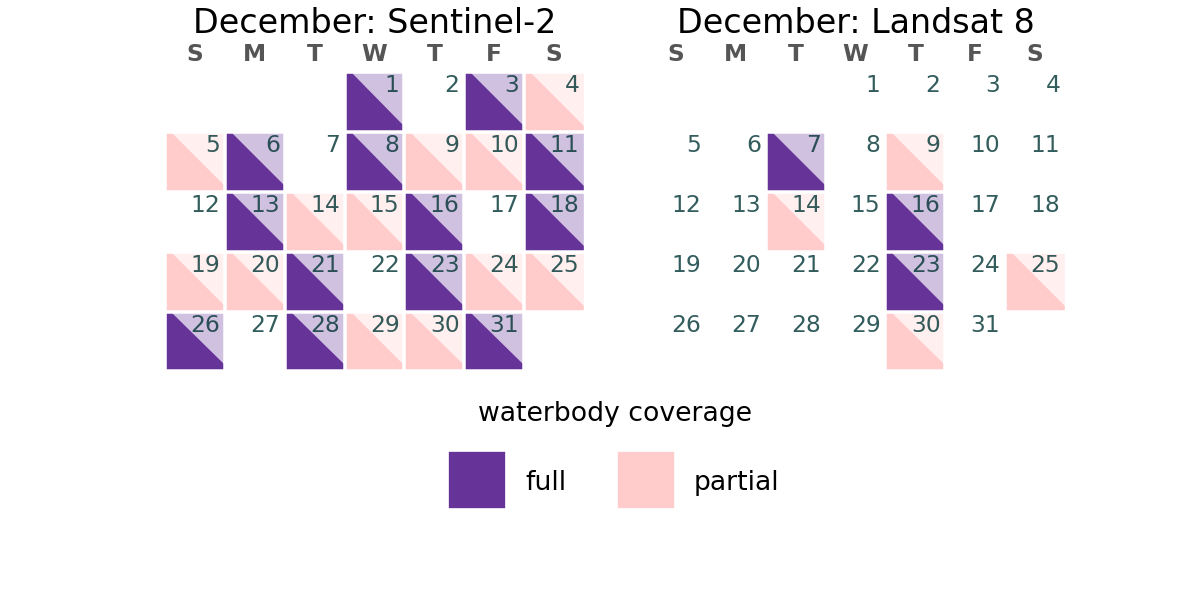 December: Sentinel-2
S M T W T F S
1 2 3 4
5 6 7 8 9 10 11
12 13 14 15 16 17 18
19 20 21 22 23 24 25
26 27 28 29 30 31
December: Landsat 8
S M T W T F S
1 2 3 4
5 6 7 8 9 10 11
12 13 14 15 16 17 18
19 20 21 22 23 24 25
26 27 28 29 30 31
waterbody coverage
full partial